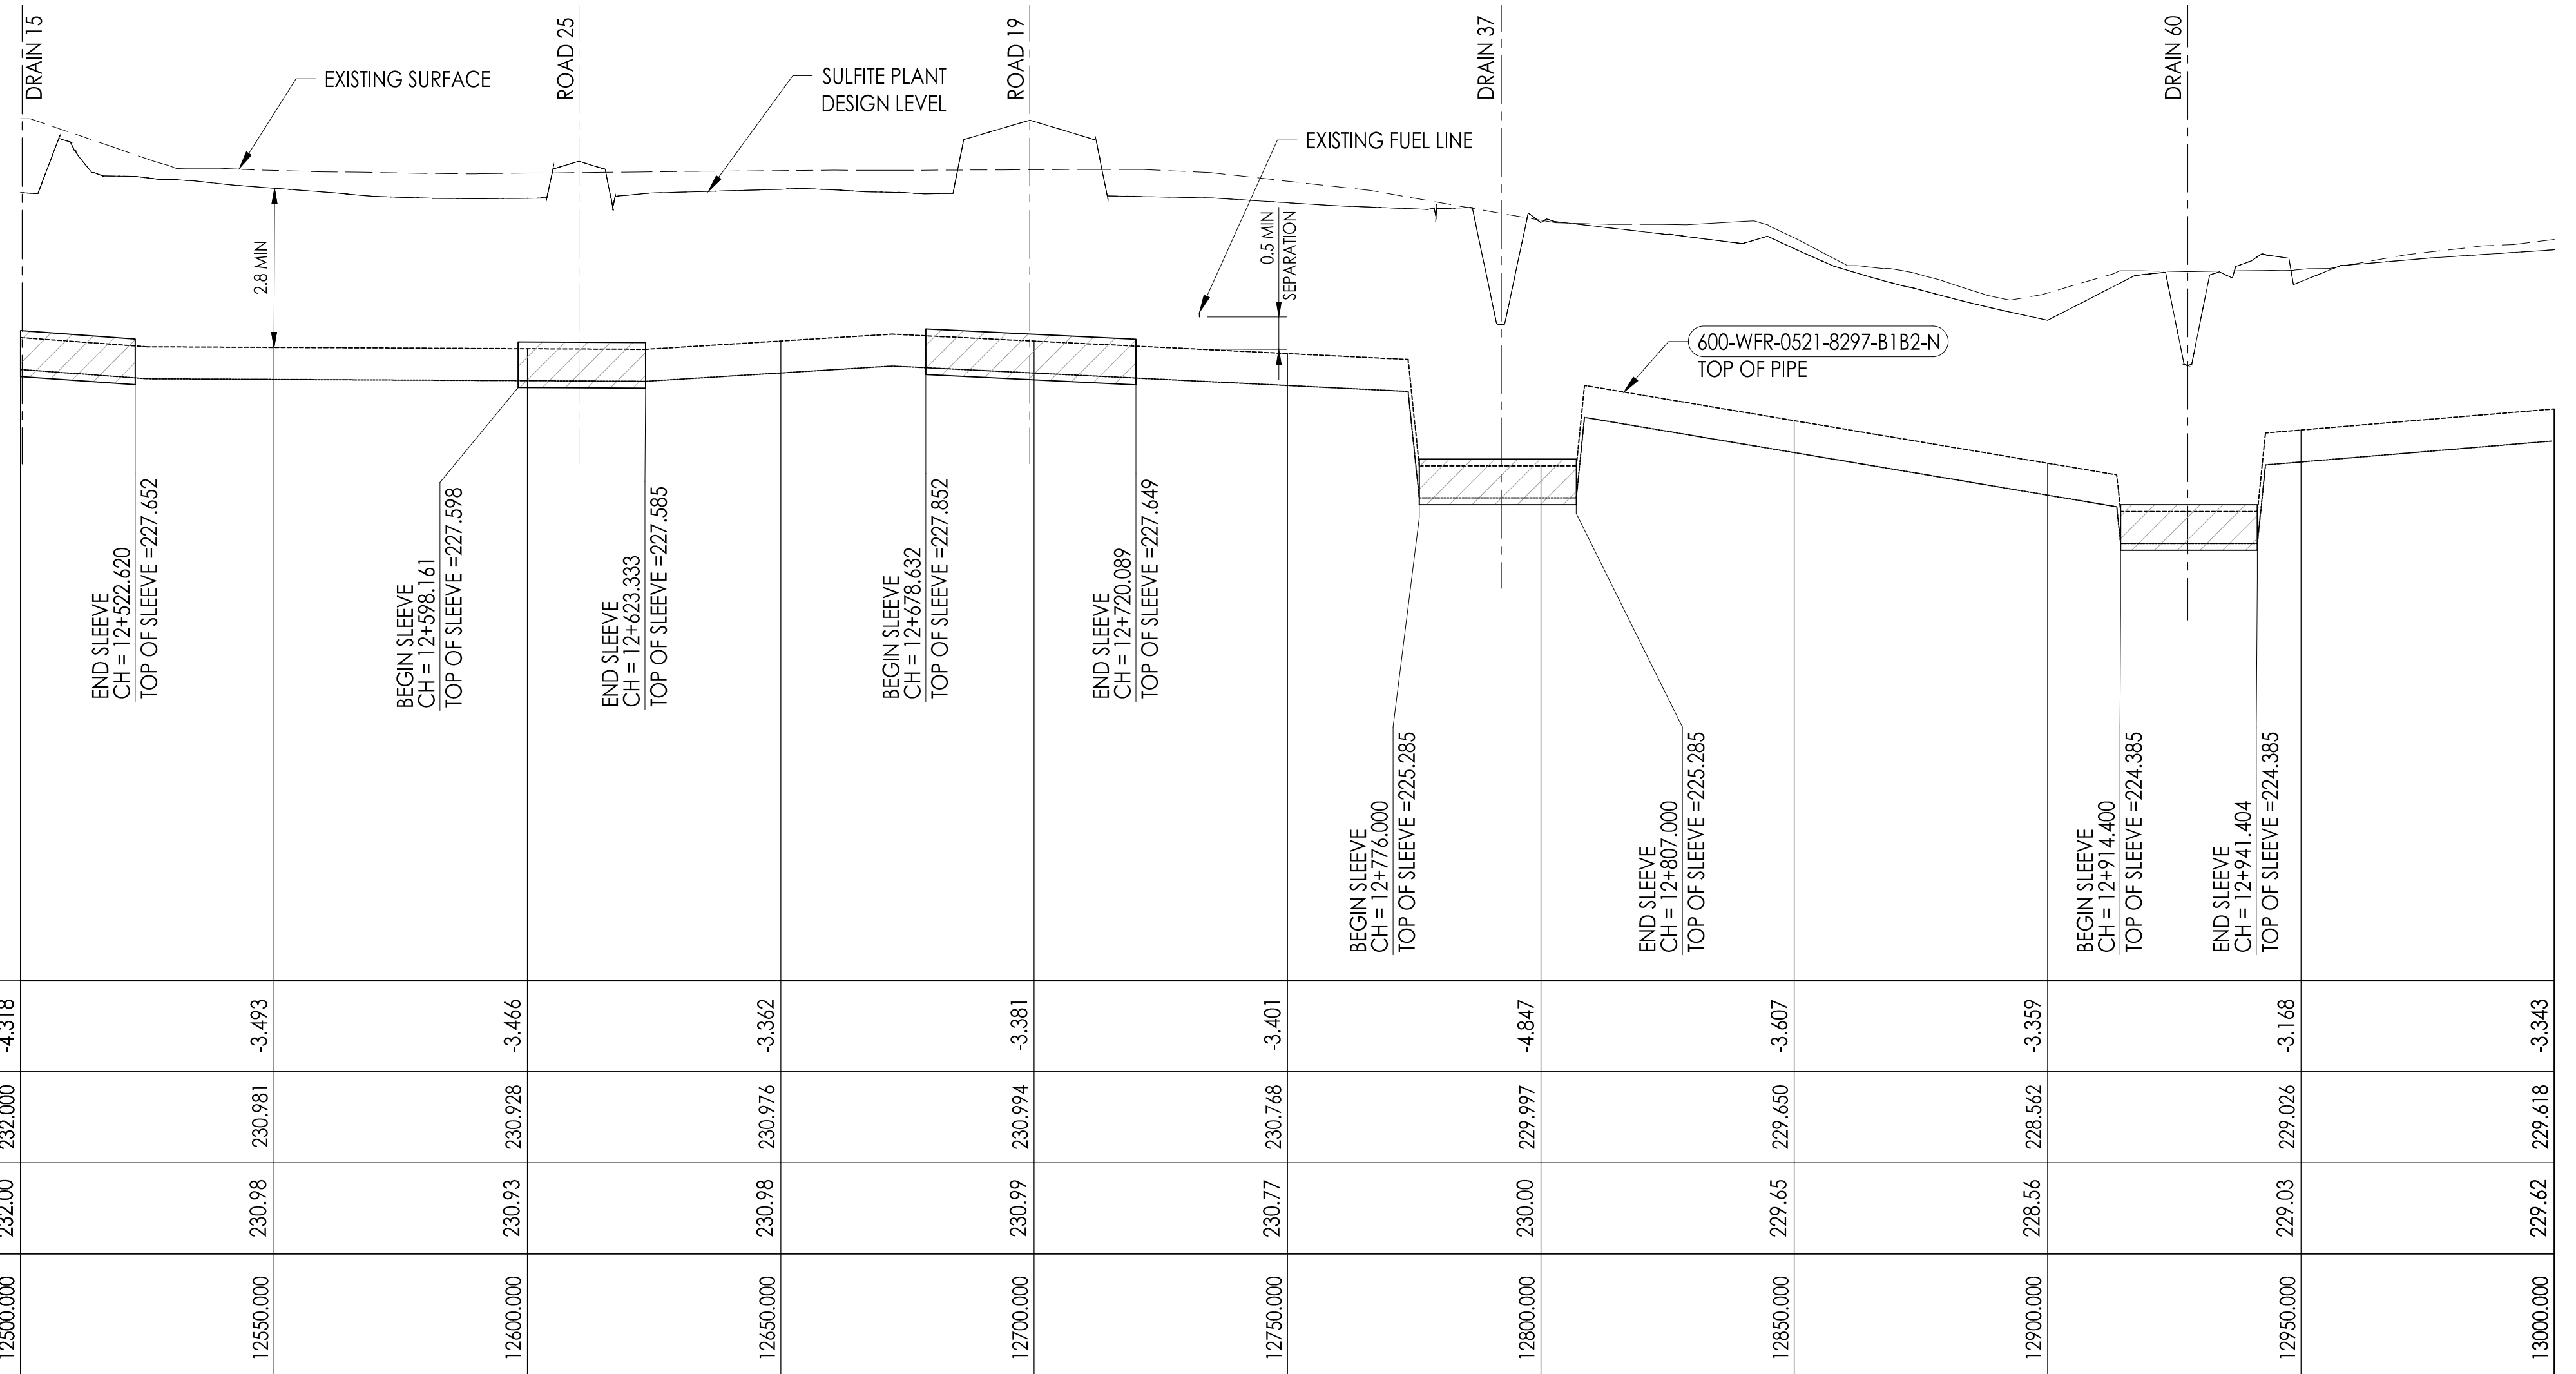 DRAIN 15
ROAD 25
ROAD 19
DRAIN 37
DRAIN 60
EXISTING SURFACE
SULFITE PLANT
DESIGN LEVEL
EXISTING FUEL LINE
2.8 MIN
0.5 MIN
SEPARATION
600-WFR-0521-8297-B1B2-N
TOP OF PIPE
END SLEEVE
CH = 12+522.620
TOP OF SLEEVE =227.652
BEGIN SLEEVE
CH = 12+598.161
TOP OF SLEEVE =227.598
END SLEEVE
CH = 12+623.333
TOP OF SLEEVE =227.585
BEGIN SLEEVE
CH = 12+678.632
TOP OF SLEEVE =227.852
END SLEEVE
CH = 12+720.089
TOP OF SLEEVE =227.649
BEGIN SLEEVE
CH = 12+776.000
TOP OF SLEEVE =225.285
END SLEEVE
CH = 12+807.000
TOP OF SLEEVE =225.285
BEGIN SLEEVE
CH = 12+914.400
TOP OF SLEEVE =224.385
END SLEEVE
CH = 12+941.404
TOP OF SLEEVE =224.385
-4.318 -3.493 -3.466 -3.362 -3.381 -3.401 -4.847 -3.607 -3.359 -3.168 -3.343
232.000 230.981 230.928 230.976 230.994 230.768 229.997 229.650 228.562 229.026 229.618
232.00 230.98 230.93 230.98 230.99 230.77 230.00 229.65 228.56 229.03 229.62
12500.000 12550.000 12600.000 12650.000 12700.000 12750.000 12800.000 12850.000 12900.000 12950.000 13000.000